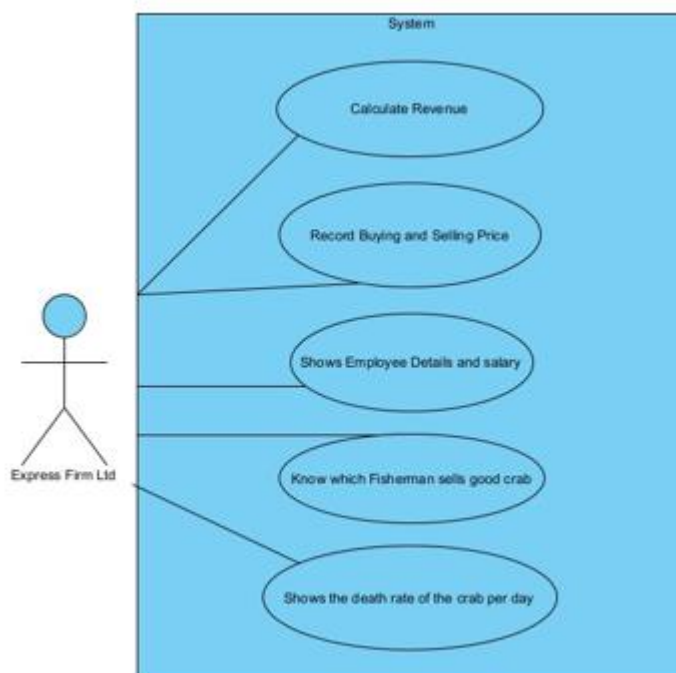 System
Calculate Revenue
Record Buying and Selling Price
Shows Employee Details and salary
Know which Fisherman sells good crab
Express Firm Ltd
Shows the death rate of the crab per day